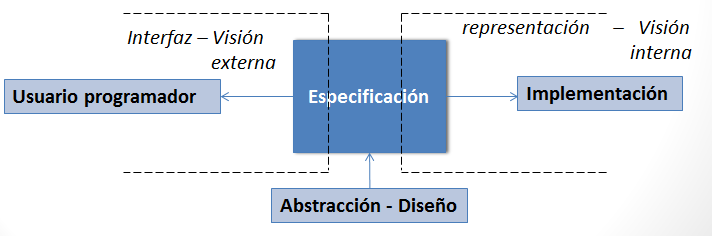 Interfaz – Visión
externa
representación – Visión
interna
Usuario programador
Especificación
Implementación
Abstracción - Diseño